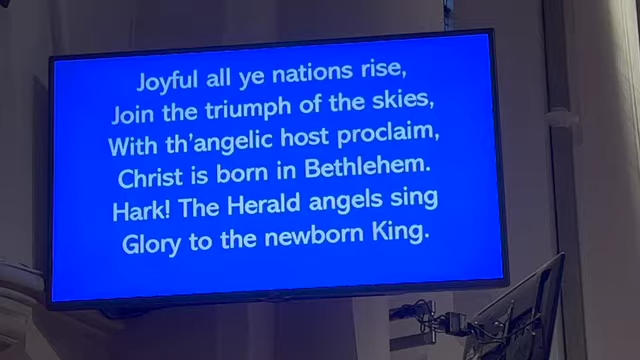 Joyful all ye nations rise,
Join the triumph of the skies,
With th'angelic host proclaim,
Christ is born in Bethlehem.
Hark! The Herald angels sing
Glory to the newborn King.